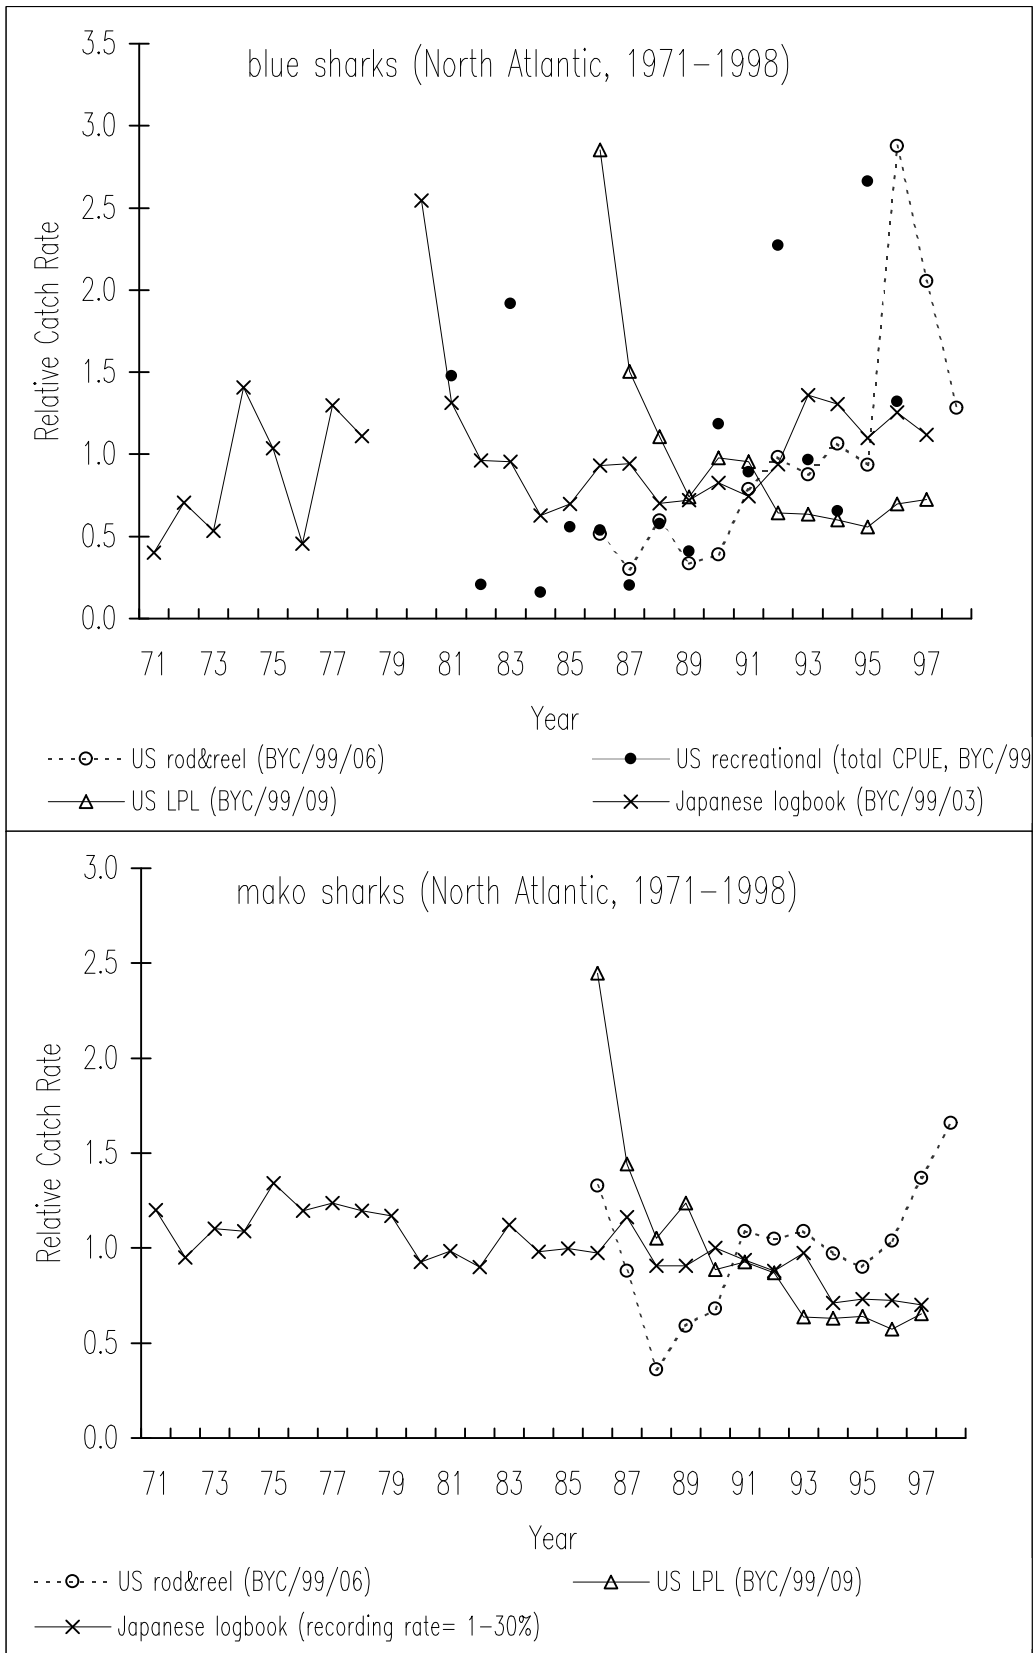 blue sharks (North Atlantic, 1971-1998)
3.5
3.0
2.5
2.0
1.5
1.0
0.5
0.0
Relative Catch Rate
71 73 75 77 79 81 83 85 87 89 91 93 95 97
Year
US rod&reel (BYC/99/06) US recreational (total CPUE, BYC/99
US LPL (BYC/99/09) Japanese logbook (BYC/99/03)
mako sharks (North Atlantic, 1971-1998)
3.0
2.5
2.0
1.5
1.0
0.5
0.0
Relative Catch Rate
71 73 75 77 79 81 83 85 87 89 91 93 95 97
Year
US rod&reel (BYC/99/06) US LPL (BYC/99/09)
Japanese logbook (recording rate= 1-30%)